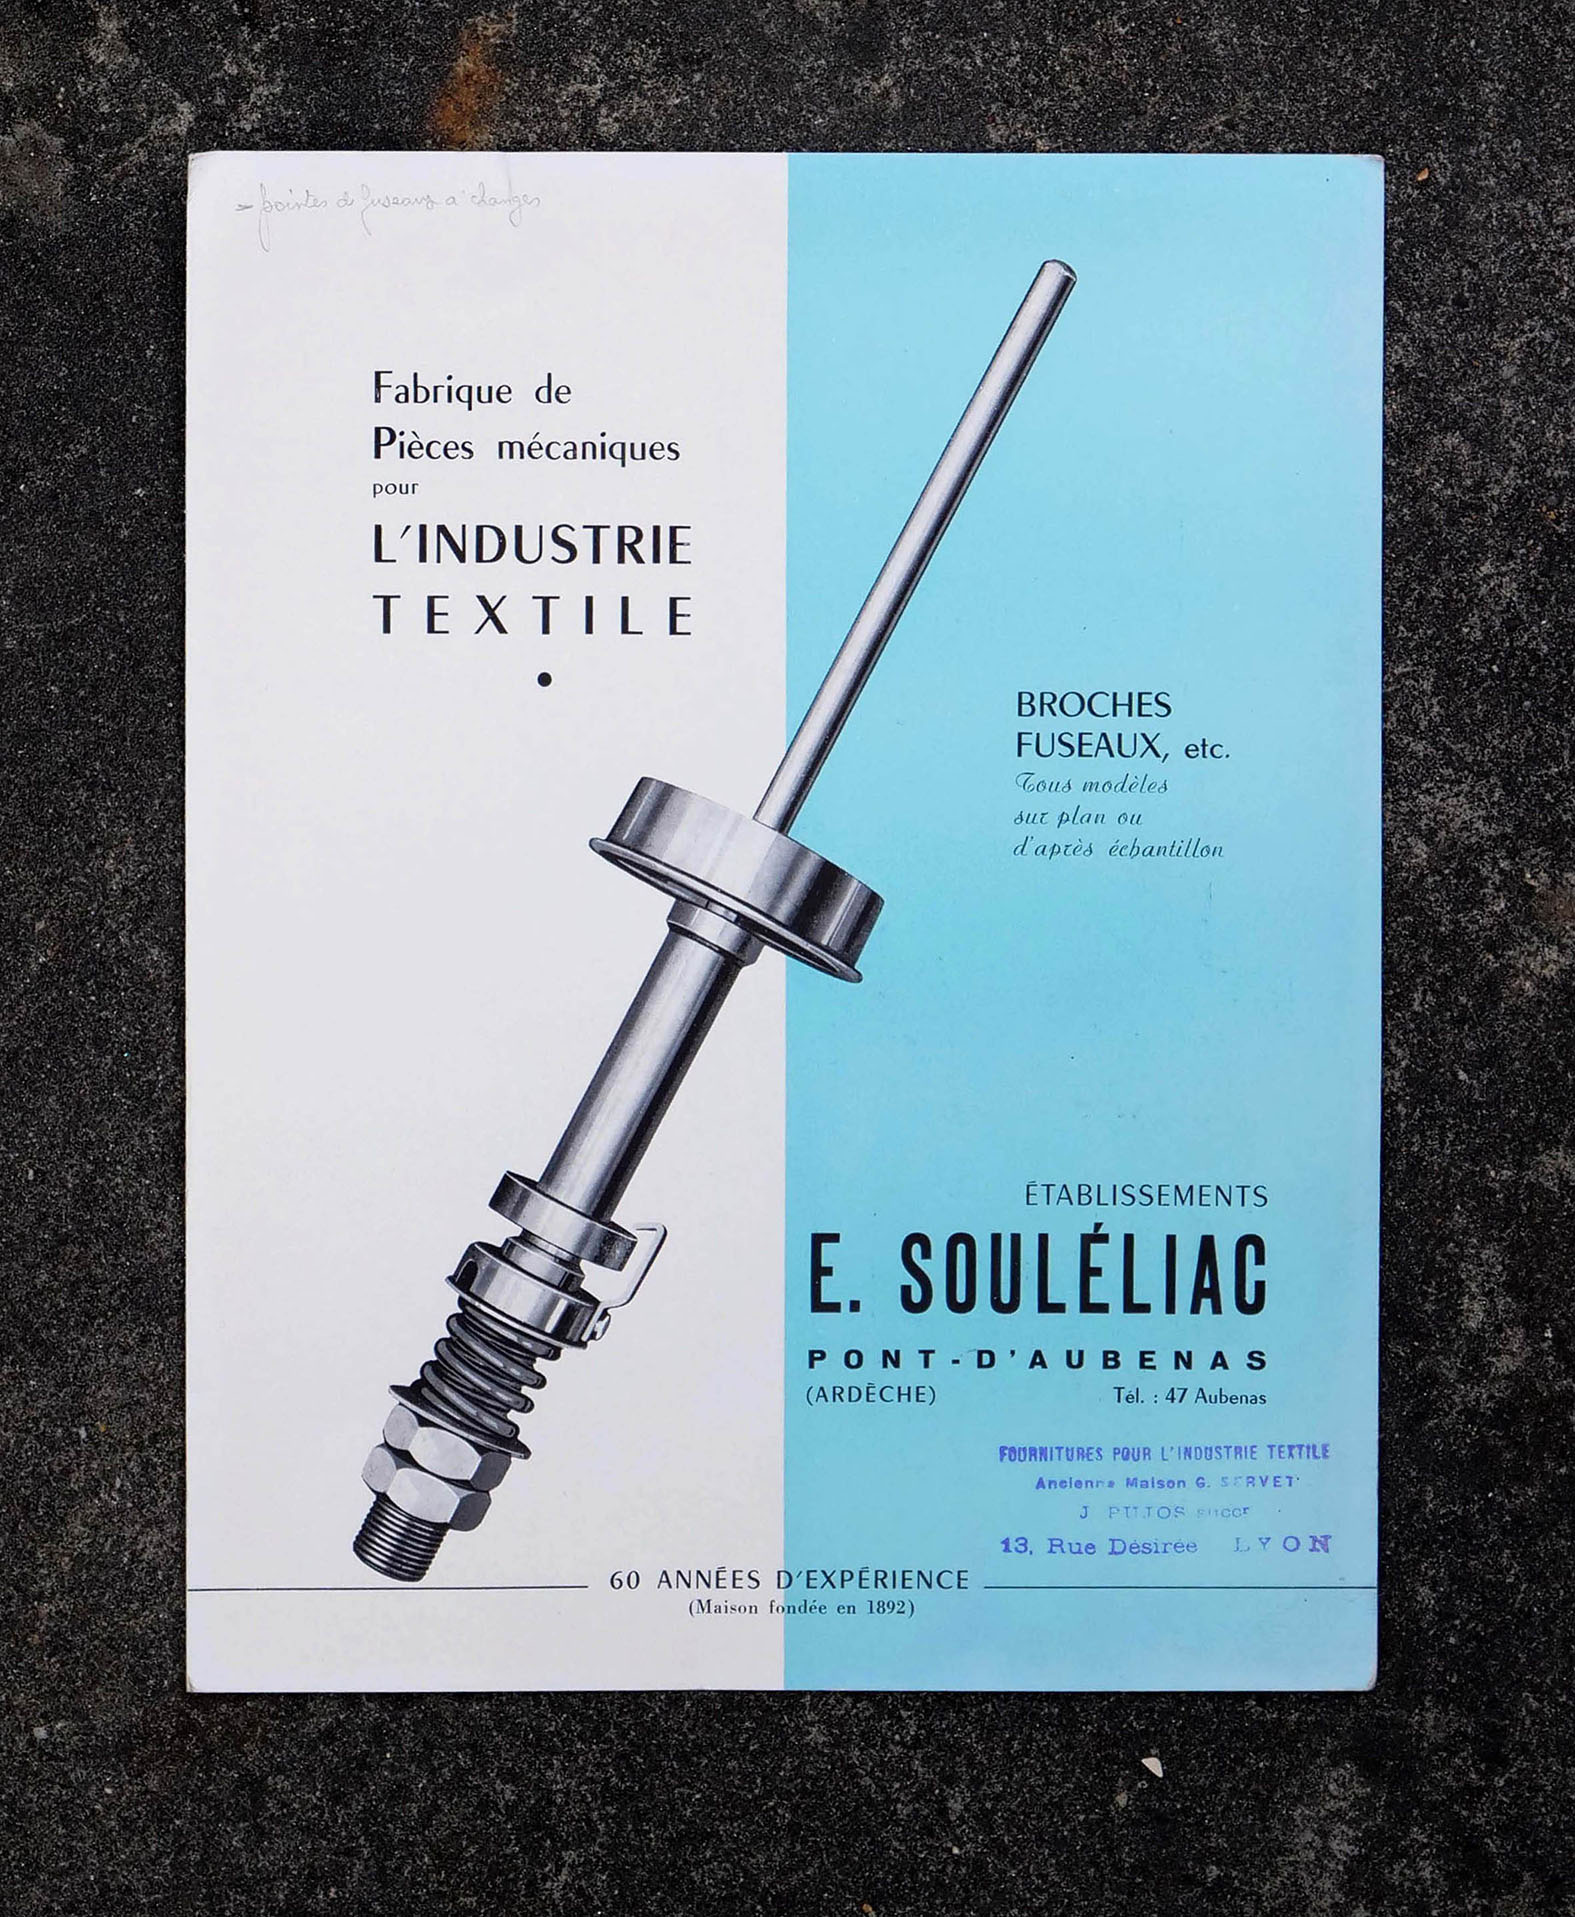 pointes de fuseaux à changer
Fabrique de
Pièces mécaniques
pour
L'INDUSTRIE
TEXTILE
BROCHES
FUSEAUX, etc.
Tous modèles
sur plan ou
d'après échantillon
ÉTABLISSEMENTS
E. SOULÉLIAC
PONT-D'AUBENAS
(ARDÈCHE) Tél. : 47 Aubenas
FOURNITURES POUR L'INDUSTRIE TEXTILE
Ancienne Maison G. SERVET
J PUJOS succr
13, Rue Désirée LYON
60 ANNÉES D'EXPÉRIENCE
(Maison fondée en 1892)